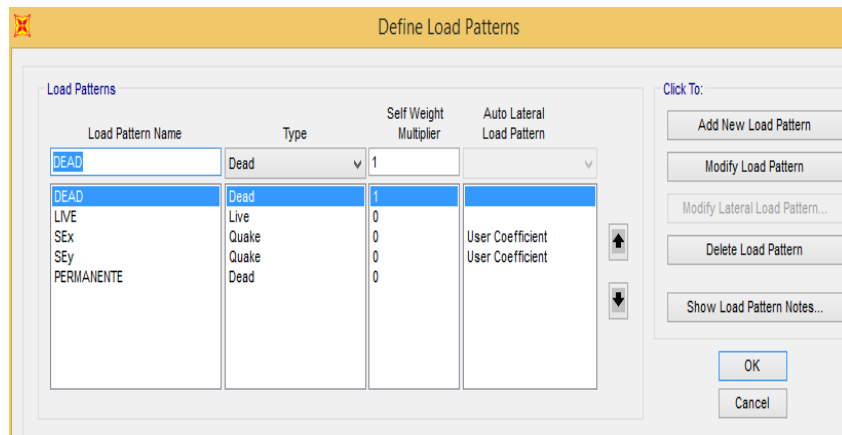 Define Load Patterns
Load Patterns
Click To:
Load Pattern Name Type Self Weight Multiplier Auto Lateral Load Pattern
DEAD Dead 1
DEAD Dead 1
LIVE Live 0
SEx Quake 0 User Coefficient
SEy Quake 0 User Coefficient
PERMANENTE Dead 0
Add New Load Pattern
Modify Load Pattern
Modify Lateral Load Pattern...
Delete Load Pattern
Show Load Pattern Notes...
OK
Cancel